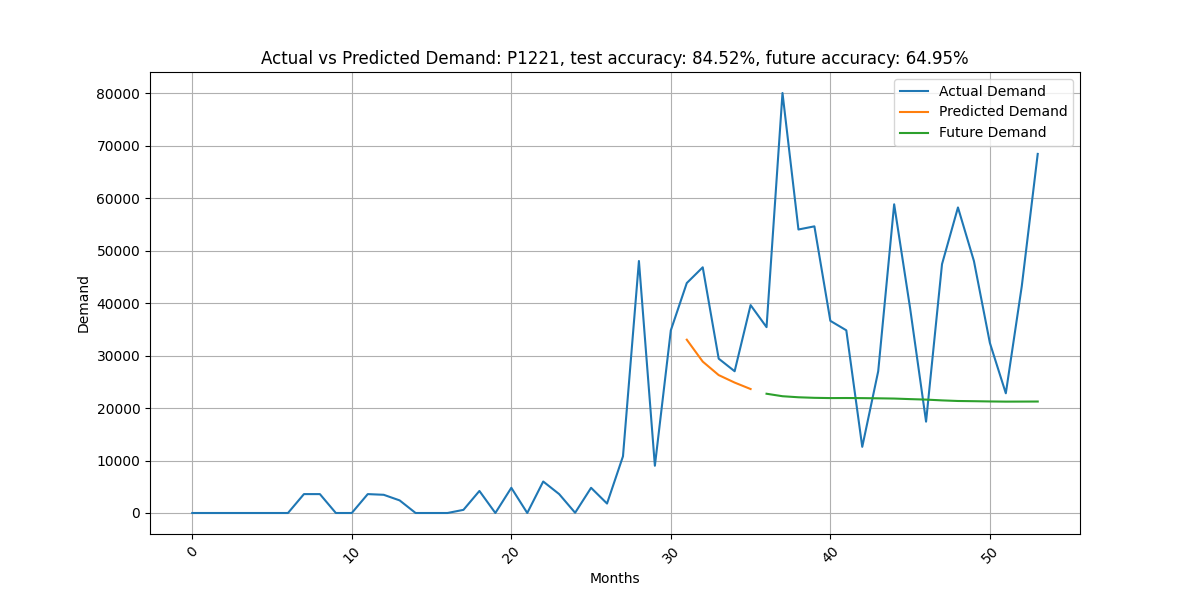 Actual vs Predicted Demand: P1221, test accuracy: 84.52%, future accuracy: 64.95%
Actual Demand
Predicted Demand
Future Demand
80000
70000
60000
50000
40000
30000
20000
10000
0
Demand
0
10
20
30
40
50
Months